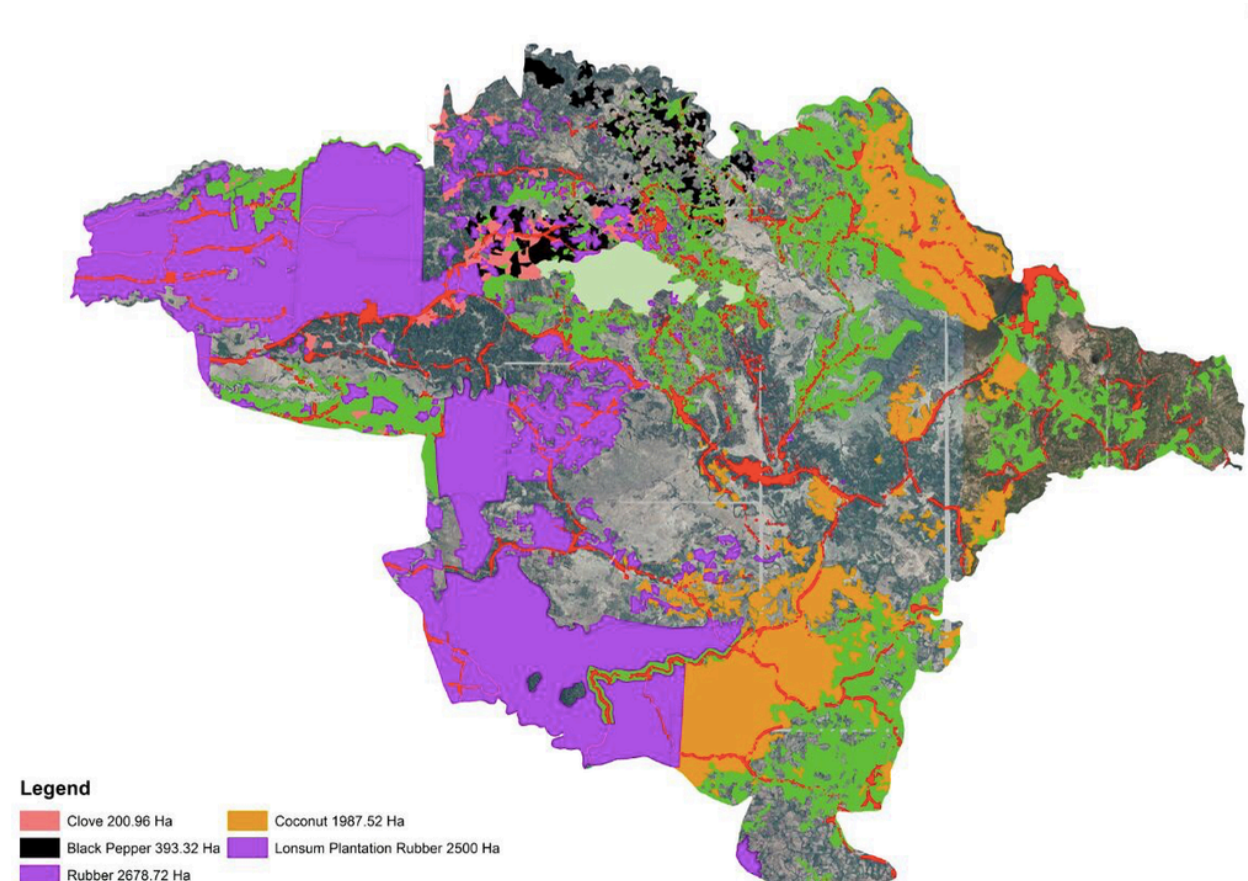 Legend
Clove 200.96 Ha
Coconut 1987.52 Ha
Black Pepper 393.32 Ha
Lonsum Plantation Rubber 2500 Ha
Rubber 2678.72 Ha